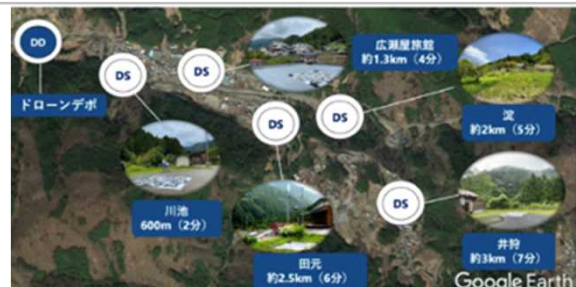 DD
ドローンデポ
DS
DS
広瀬屋旅館
約1.3km（4分）
DS
DS
淀
約2km（5分）
川池
600m（2分）
田元
約2.5km（6分）
DS
井狩
約3km（7分）
Google Earth